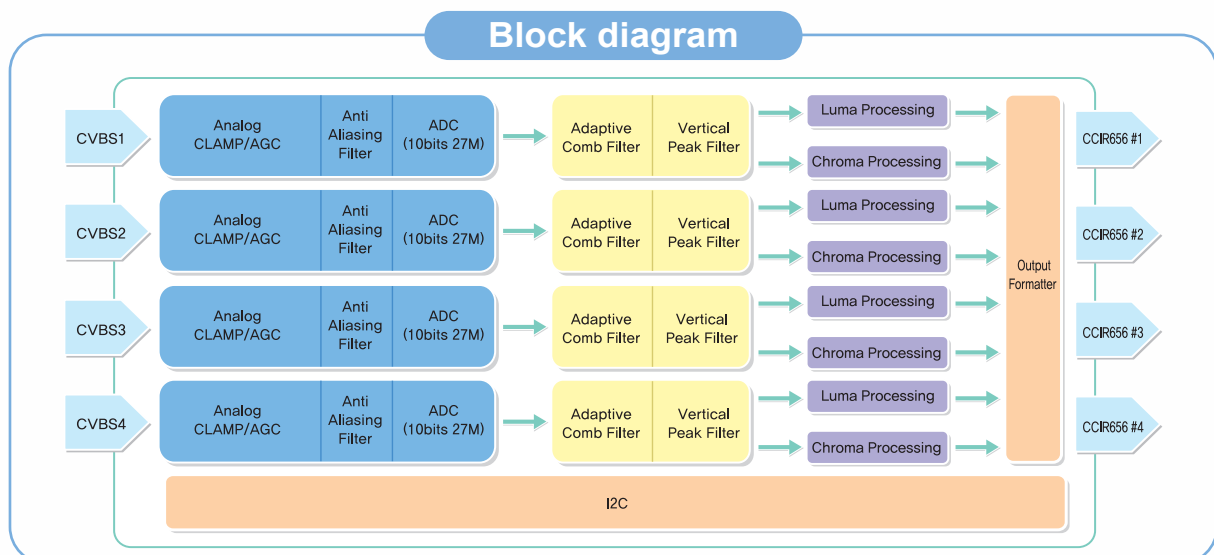 Block diagram
CVBS1
Analog
CLAMP/AGC
Anti
Aliasing
Filter
ADC
(10bits 27M)
Adaptive
Comb Filter
Vertical
Peak Filter
Luma Processing
Chroma Processing
CCIR656 #1
CVBS2
Analog
CLAMP/AGC
Anti
Aliasing
Filter
ADC
(10bits 27M)
Adaptive
Comb Filter
Vertical
Peak Filter
Luma Processing
Chroma Processing
CCIR656 #2
Output
Formatter
CVBS3
Analog
CLAMP/AGC
Anti
Aliasing
Filter
ADC
(10bits 27M)
Adaptive
Comb Filter
Vertical
Peak Filter
Luma Processing
Chroma Processing
CCIR656 #3
CVBS4
Analog
CLAMP/AGC
Anti
Aliasing
Filter
ADC
(10bits 27M)
Adaptive
Comb Filter
Vertical
Peak Filter
Luma Processing
Chroma Processing
CCIR656 #4
I2C